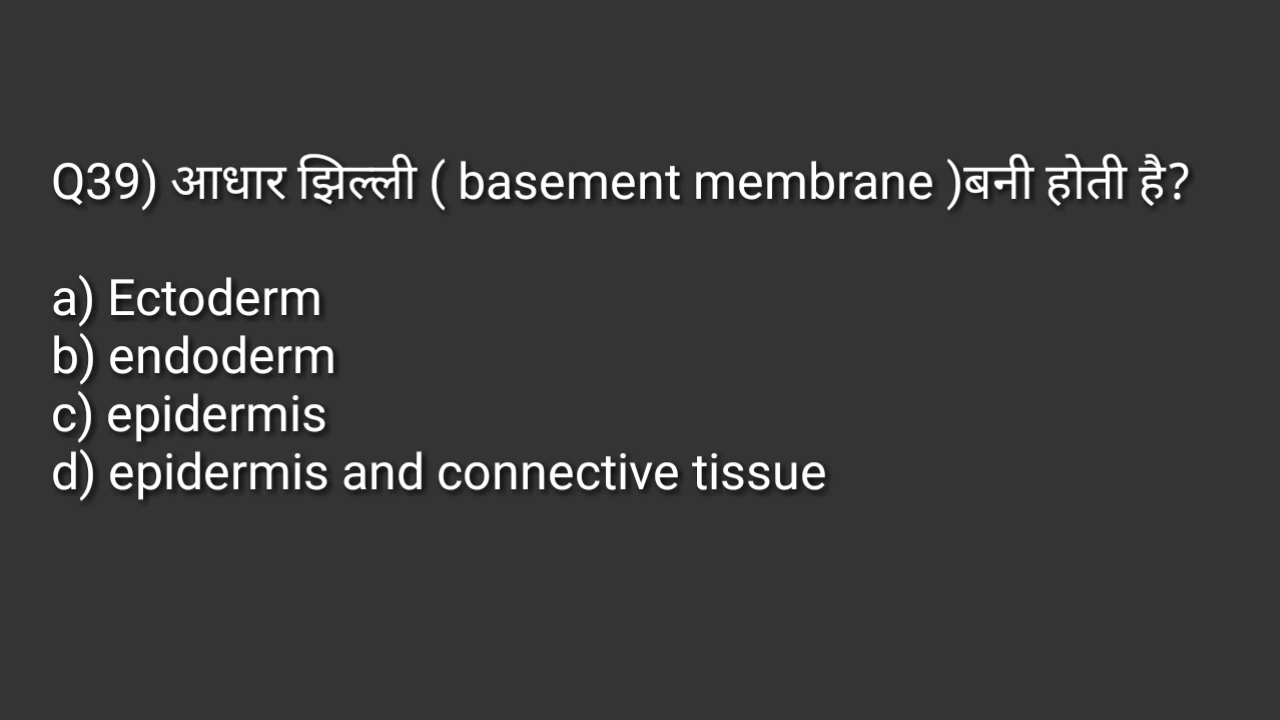 Q39) आधार झिल्ली ( basement membrane )बनी होती है?
a) Ectoderm
b) endoderm
c) epidermis
d) epidermis and connective tissue